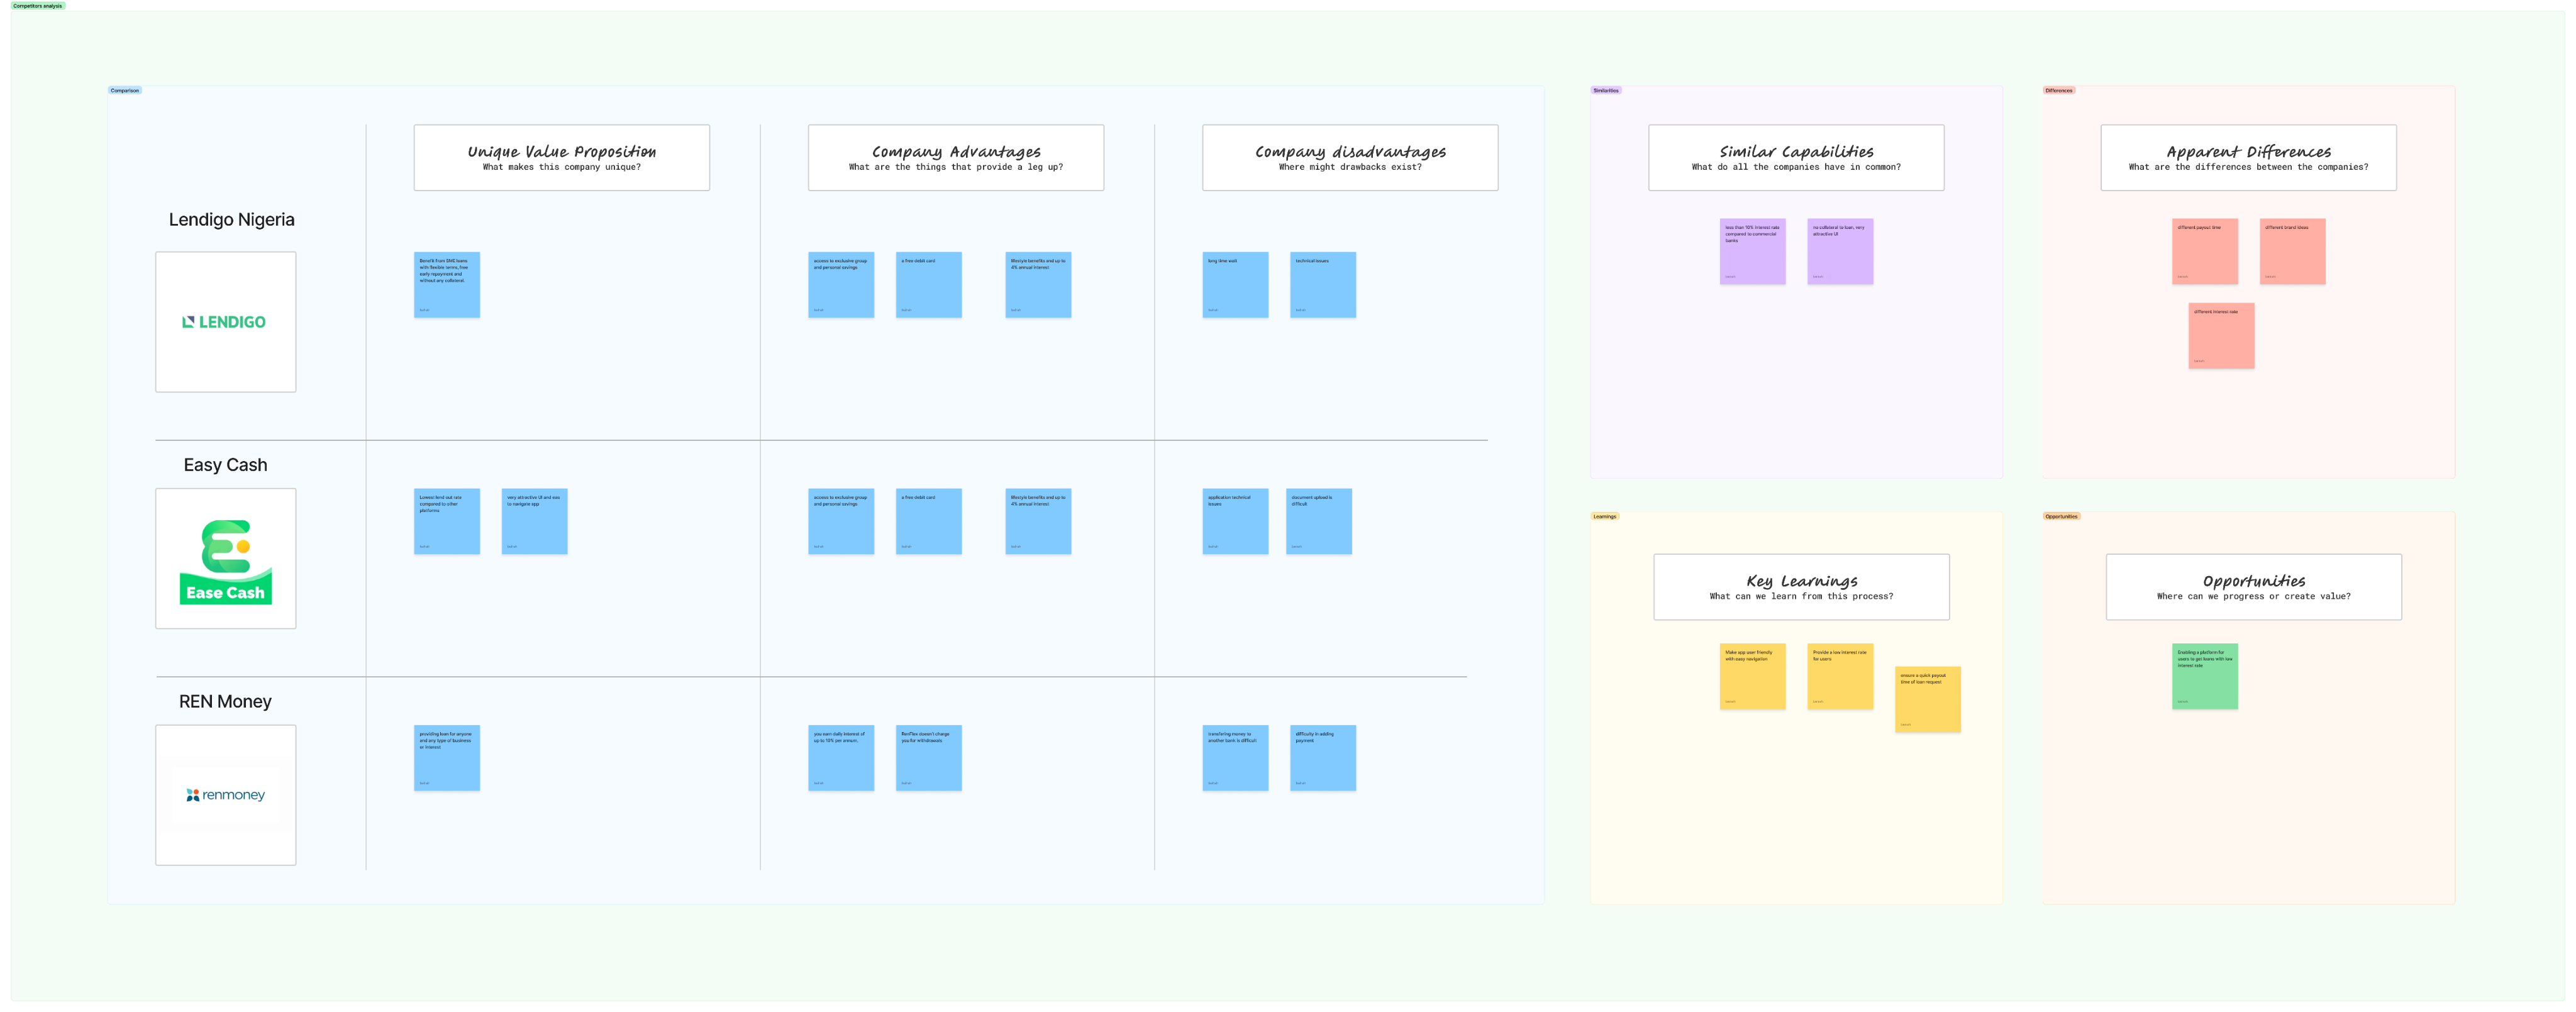 Competitors analysis
Comparison
Unique Value Proposition
What makes this company unique?
Company Advantages
What are the things that provide a leg up?
Company disadvantages
Where might drawbacks exist?
Lendigo Nigeria
LENDIGO
Benefit from SME loans
with flexible terms, free
early repayment and
without any collateral.
access to exclusive group
and personal savings
a free debit card
lifestyle benefits and up to
4% annual interest
long time wait
technical issues
Easy Cash
Ease Cash
Lowest lend out rate
compared to other
platforms
very attractive UI and eas
to navigate app
access to exclusive group
and personal savings
a free debit card
lifestyle benefits and up to
4% annual interest
application technical
issues
document upload is
difficult
REN Money
renmoney
providing loan for anyone
and any type of business
or interest
you earn daily interest of
up to 10% per annum.
RenFlex doesn't charge
you for withdrawals
money to
another bank is difficult
difficulty in adding
payment
Similarities
Similar Capabilities
What do all the companies have in common?
less than 10% interest rate
compared to commercial
banks
no collateral to loan, very
attractive UI
Differences
Apparent Differences
What are the differences between the companies?
different payout time
different brand ideas
different interest rate
Learnings
Key Learnings
What can we learn from this process?
Make app user friendly
with easy navigation
Provide a low interest rate
for users
ensure a quick payout
time of loan request
Opportunities
Opportunities
Where can we progress or create value?
Enabling a platform for
users to get loans with low
interest rate